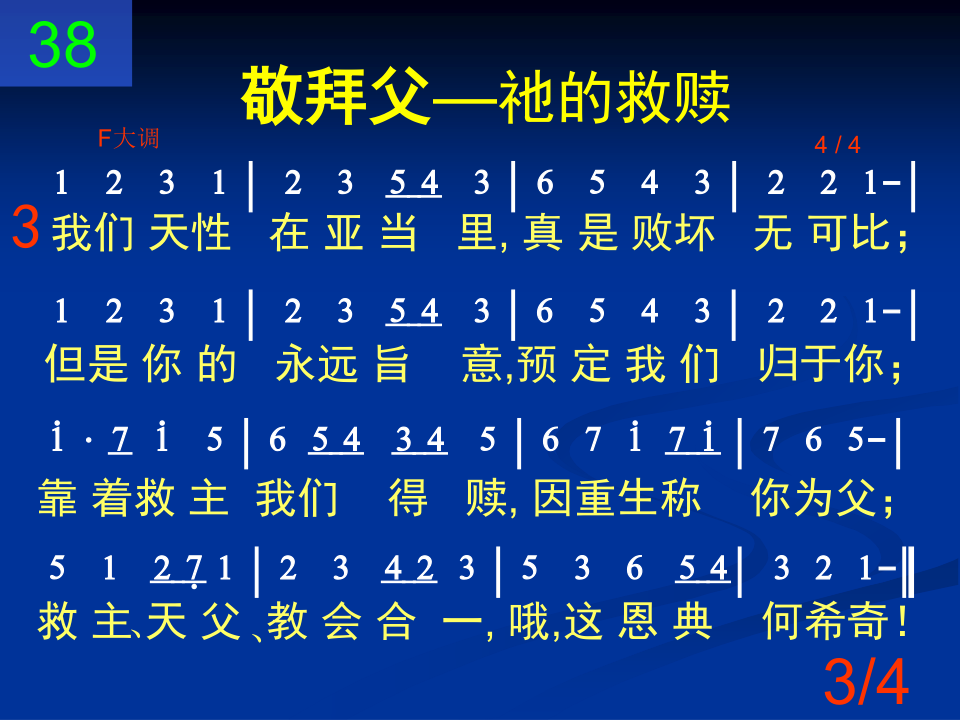 38
敬拜父—祂的救赎
F大调 4 / 4
1 2 3 1 | 2 3 5 4 3 | 6 5 4 3 | 2 2 1- |
3 我们 天性 在 亚 当 里, 真 是 败坏 无 可比；
1 2 3 1 | 2 3 5 4 3 | 6 5 4 3 | 2 2 1- |
但是 你 的 永远 旨 意,预 定 我 们 归于你；
i · 7 i 5 | 6 5 4 3 4 5 | 6 7 i 7 i | 7 6 5- |
靠 着救 主 我们 得 赎, 因重生称 你为父；
5 1 2 7̣ 1 | 2 3 4 2 3 | 5 3 6 5 4 | 3 2 1- ‖
救 主、天 父、教 会 合 一, 哦,这 恩 典 何希奇！
3/4